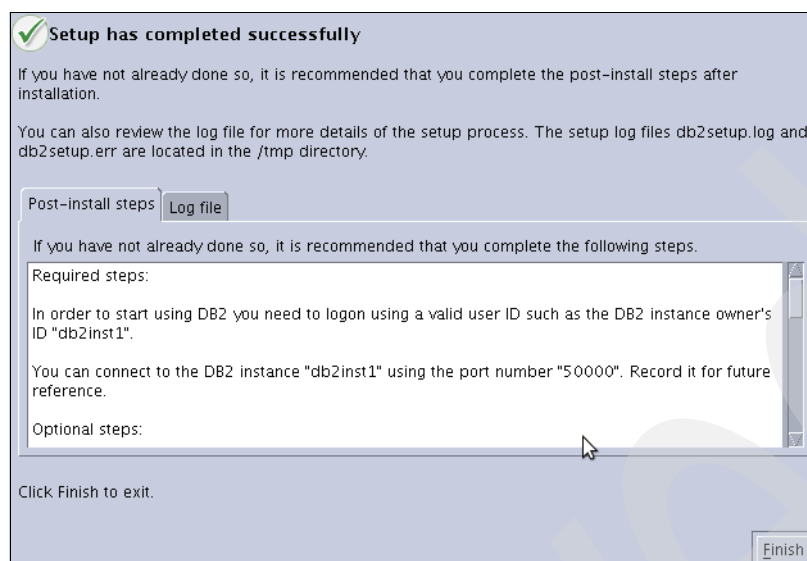 Setup has completed successfully
If you have not already done so, it is recommended that you complete the post-install steps after
installation.
You can also review the log file for more details of the setup process. The setup log files db2setup.log and
db2setup.err are located in the /tmp directory.
Post-install steps
Log file
If you have not already done so, it is recommended that you complete the following steps.
Required steps:
In order to start using DB2 you need to logon using a valid user ID such as the DB2 instance owner's
ID "db2inst1".
You can connect to the DB2 instance "db2inst1" using the port number "50000". Record it for future
reference.
Optional steps:
Click Finish to exit.
Finish